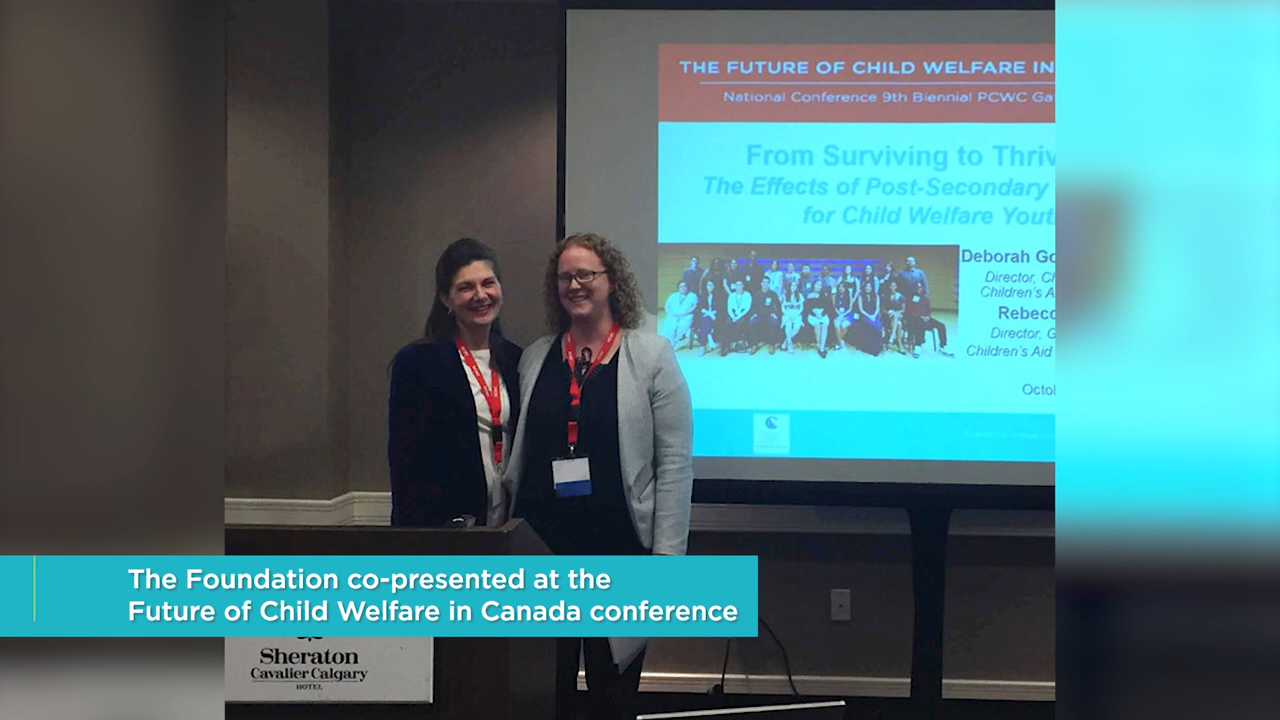 THE FUTURE OF CHILD WELFARE IN
National Conference 9th Biennial PCWC Ga
From Surviving to Thriv
The Effects of Post-Secondary
for Child Welfare Yout
Deborah Go
Director, Ch
Children's A
Rebecc
Director, G
Children's Aid
Octo
The Foundation co-presented at the
Future of Child Welfare in Canada conference
Sheraton
Cavalier Calgary
HOTEL